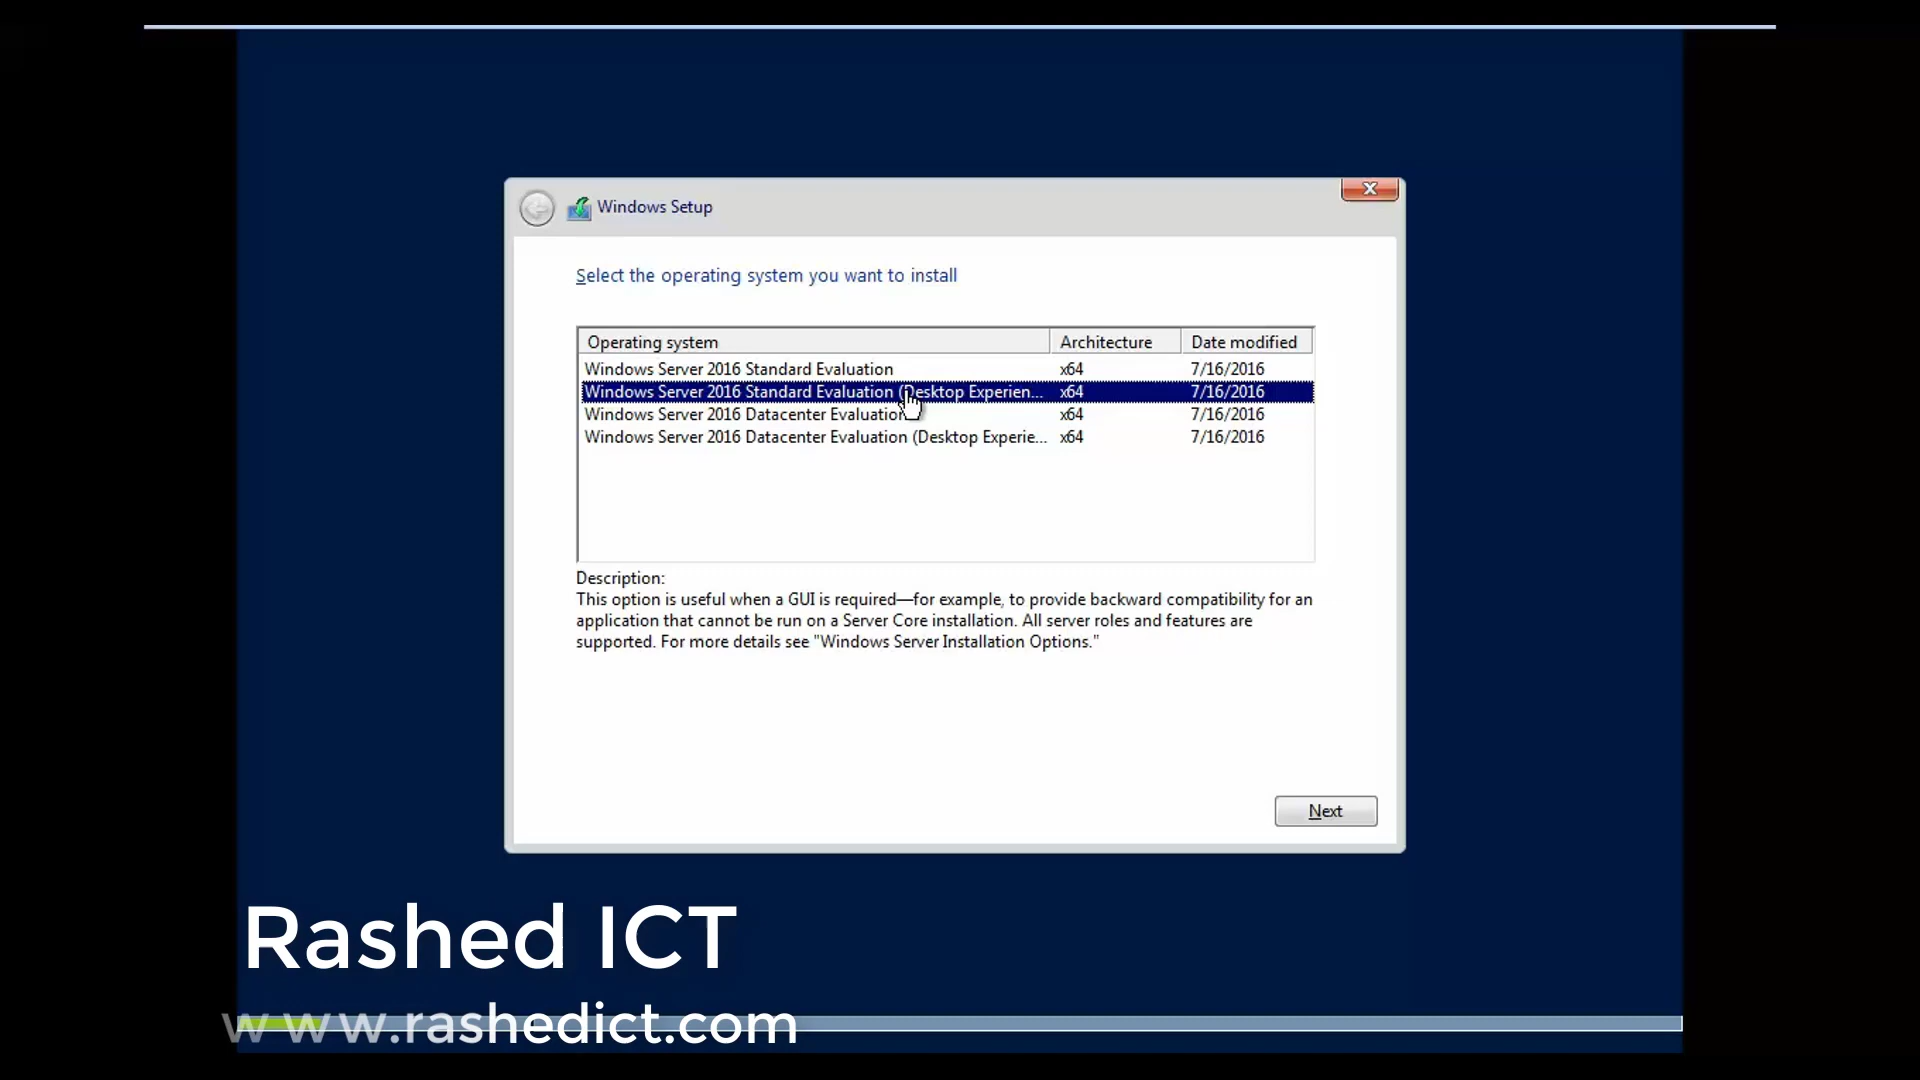 Windows Setup
Select the operating system you want to install
Operating system Architecture Date modified
Windows Server 2016 Standard Evaluation x64 7/16/2016
Windows Server 2016 Standard Evaluation (Desktop Experien... x64 7/16/2016
Windows Server 2016 Datacenter Evaluation x64 7/16/2016
Windows Server 2016 Datacenter Evaluation (Desktop Experie... x64 7/16/2016
Description:
This option is useful when a GUI is required—for example, to provide backward compatibility for an
application that cannot be run on a Server Core installation. All server roles and features are
supported. For more details see "Windows Server Installation Options."
Next
Rashed ICT
www.rashedict.com